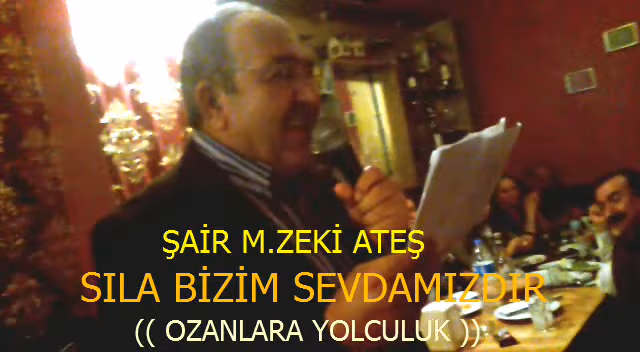 ŞAİR M.ZEKİ ATEŞ
SILA BİZİM SEVDAMIZDIR
(( OZANLARA YOLCULUK ))